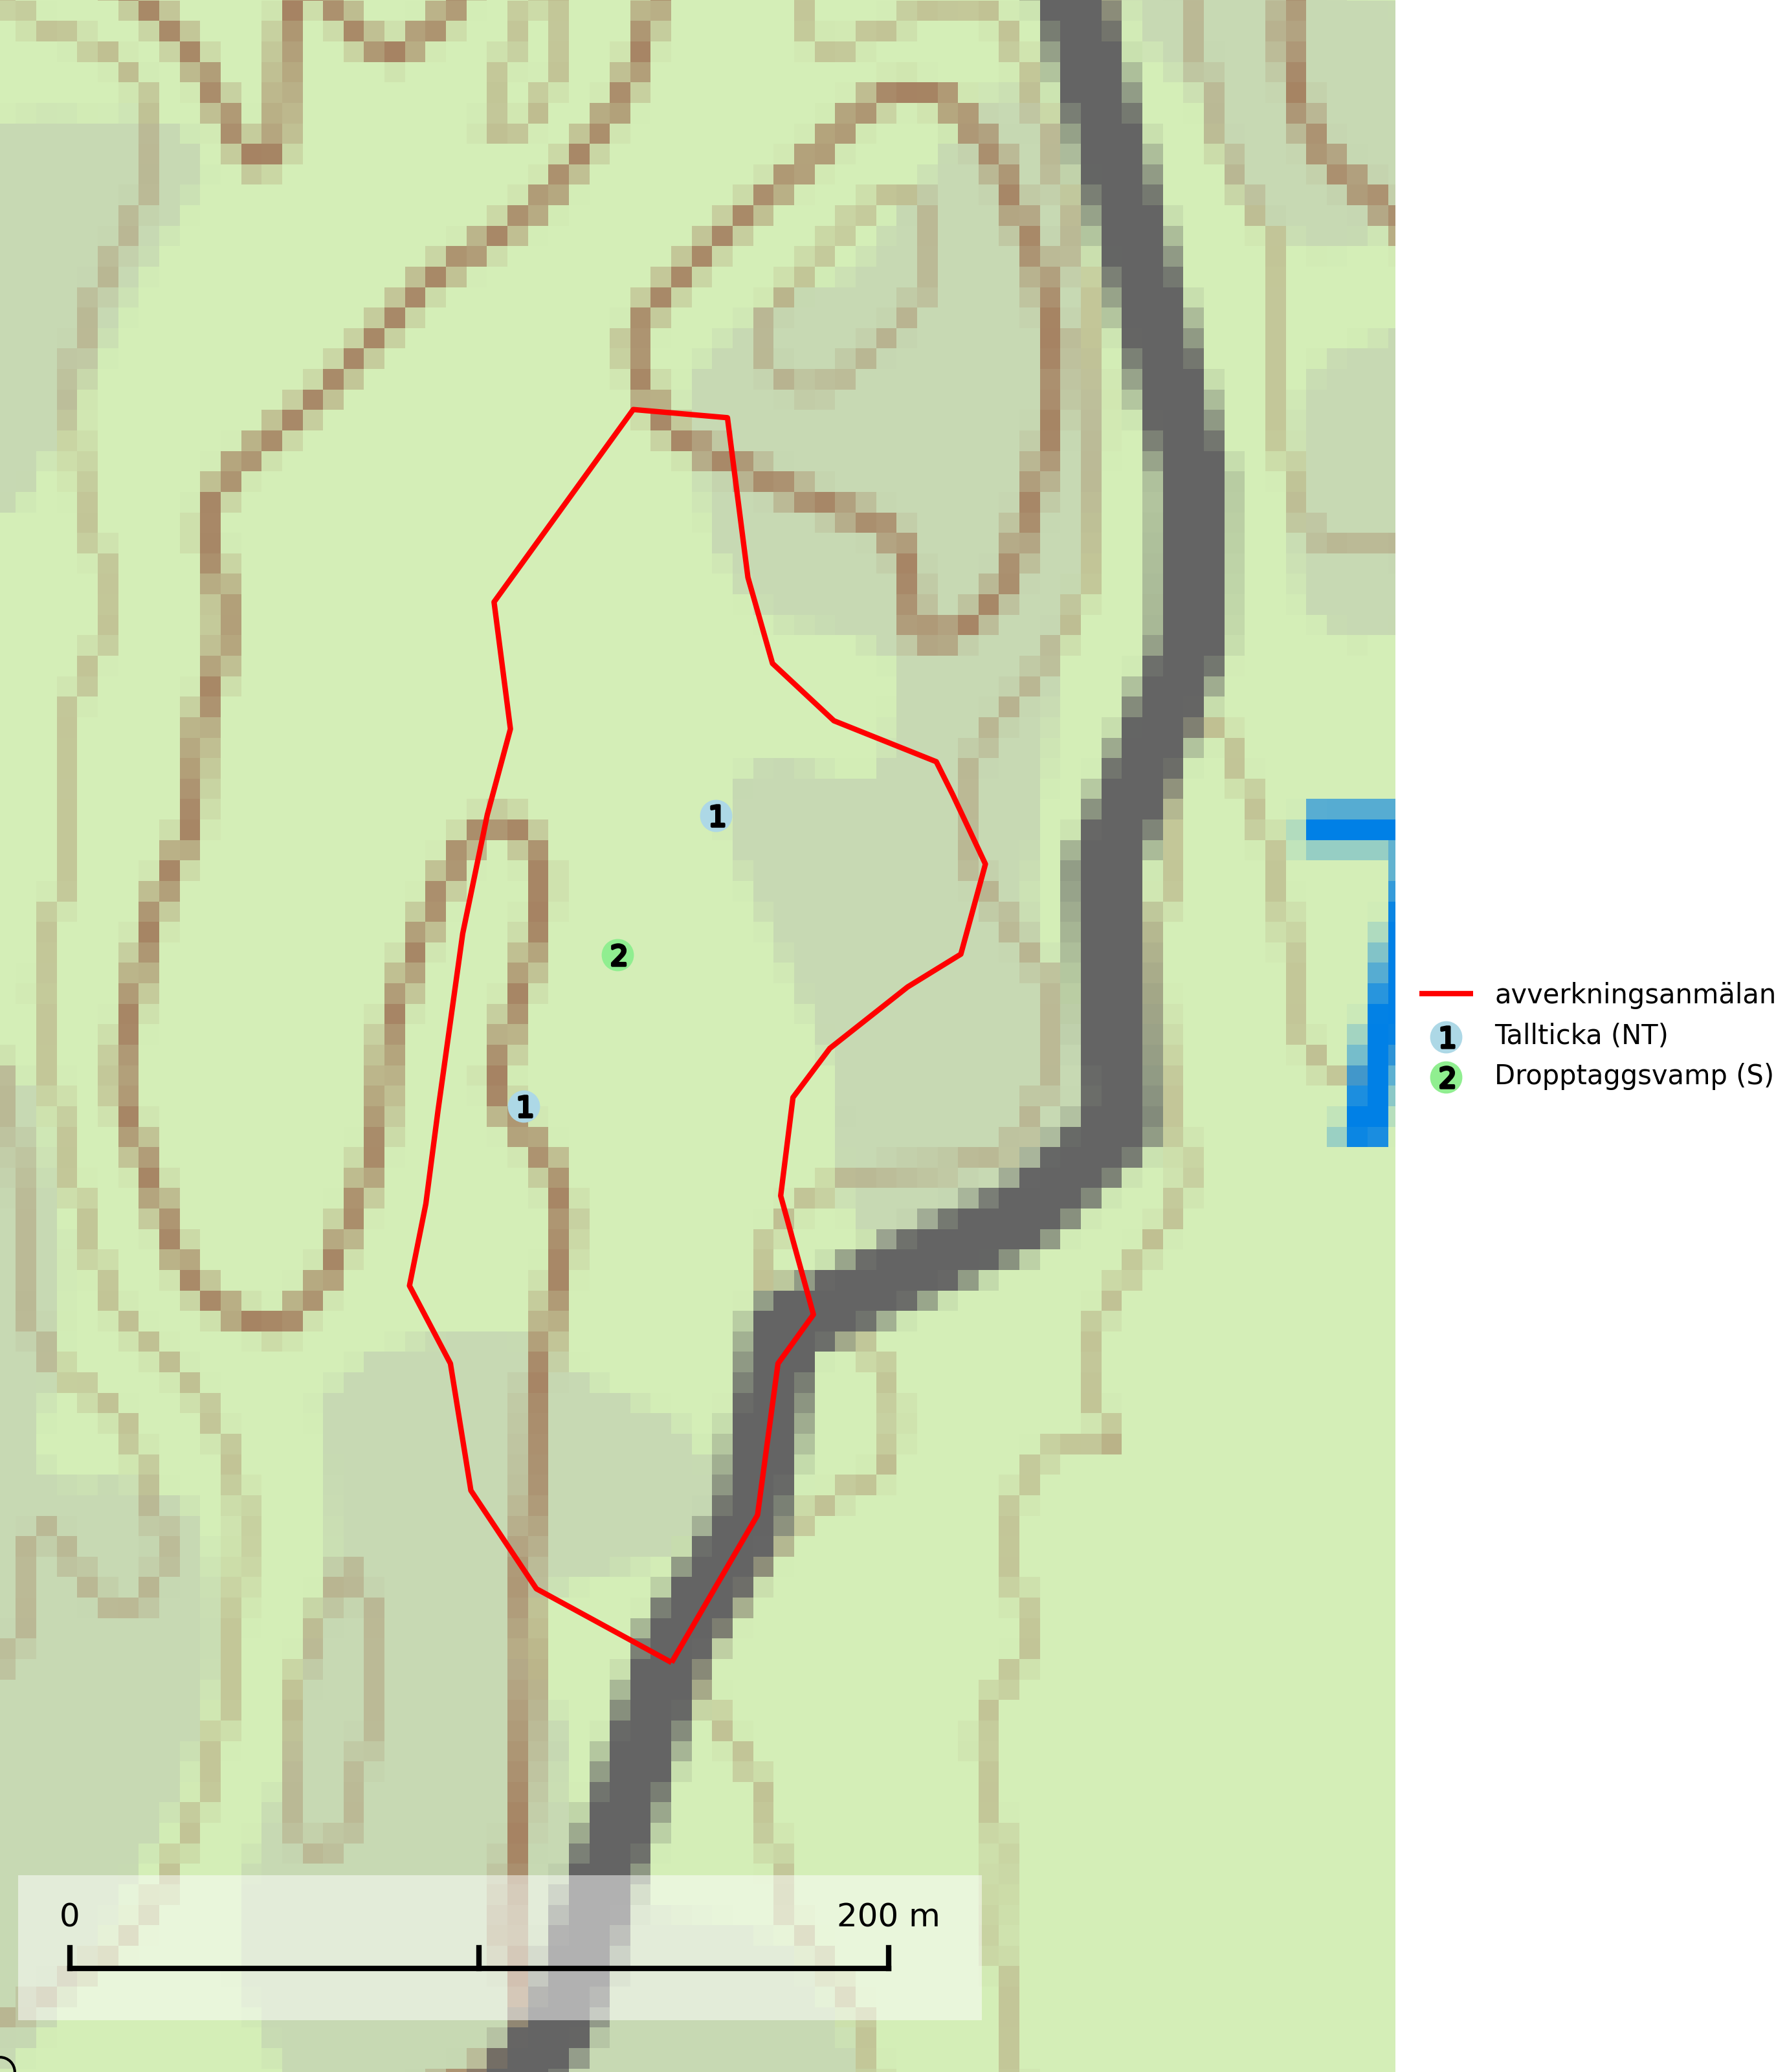 1
2
1
avverkningsanmälan
1 Tallticka (NT)
2 Dropptaggsvamp (S)
0 200 m